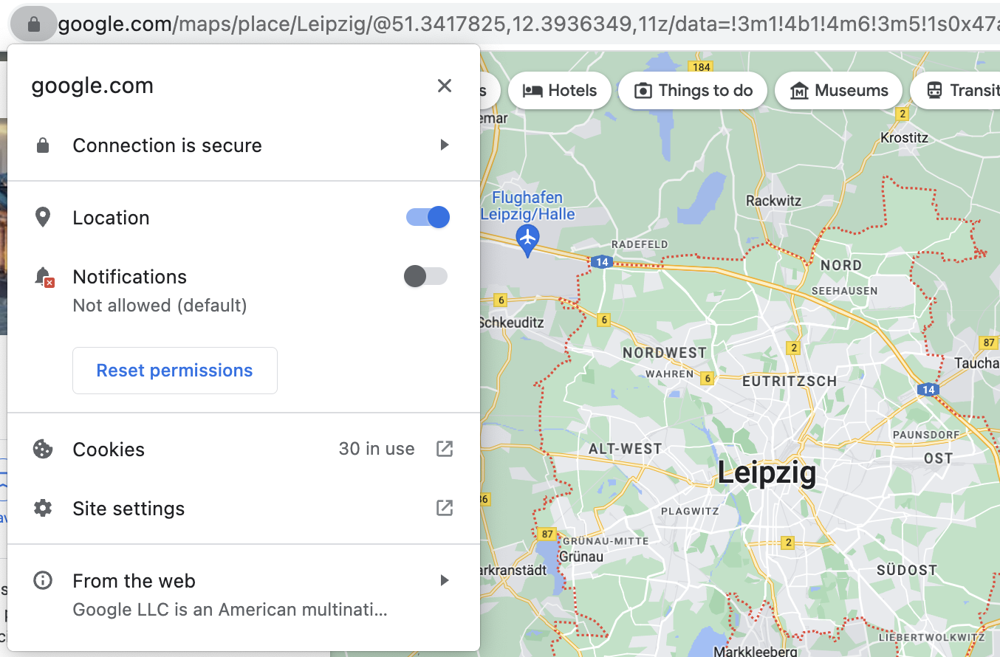 google.com/maps/place/Leipzig/@51.3417825,12.3936349,11z/data=!3m1!4b1!4m6!3m5!1s0x47
google.com
Connection is secure
Location
Notifications
Not allowed (default)
Reset permissions
Cookies
30 in use
Site settings
From the web
Google LLC is an American multinati...
184
Hotels
Things to do
Museums
Transit
2
emar
Krostitz
Flughafen
Leipzig/Halle
Rackwitz
RADEFELD
14
NORD
SEEHAUSEN
6
6
Schkeuditz
87
NORDWEST
2
Taucha
WAHREN
6
EUTRITZSCH
14
PAUNSDORF
ALT-WEST
OST
Leipzig
86
PLAGWITZ
87
GRÜNAU-MITTE
2
Grünau
arkranstädt
SÜDOST
LIEBERTWOLKWITZ
Markkleeberg